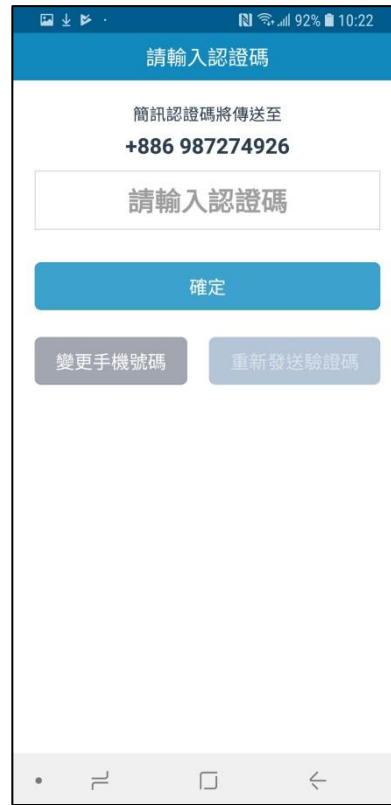 92% 10:22
請輸入認證碼
簡訊認證碼將傳送至
+886 987274926
請輸入認證碼
確定
變更手機號碼 重新發送驗證碼